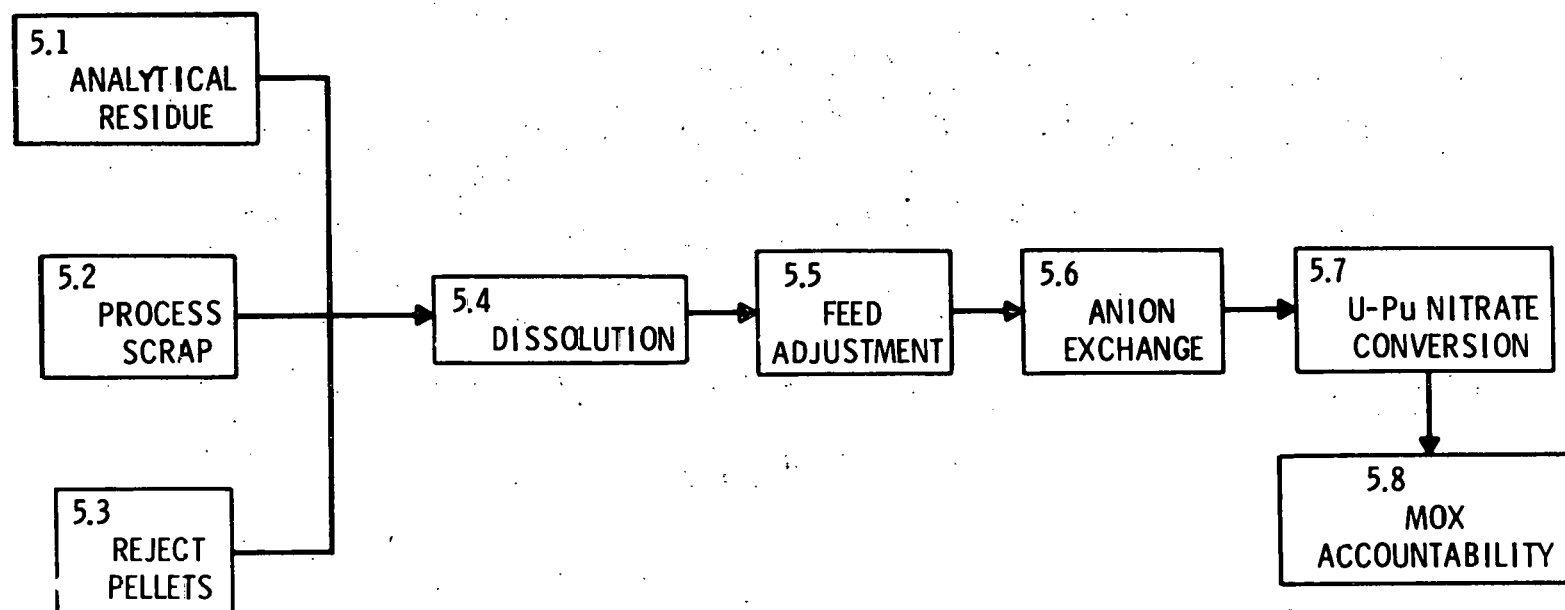 5.1
ANALYTICAL
RESIDUE
5.2
PROCESS
SCRAP
5.3
REJECT
PELLETS
5.4
DISSOLUTION
5.5
FEED
ADJUSTMENT
5.6
ANION
EXCHANGE
5.7
U-Pu NITRATE
CONVERSION
5.8
MOX
ACCOUNTABILITY